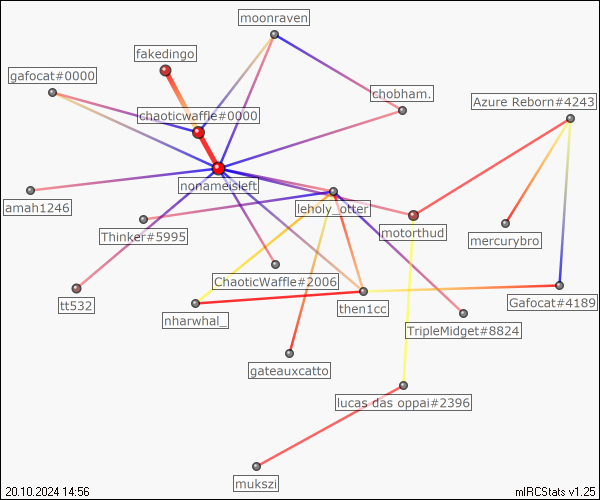 moonraven
fakedingo
gafocat#0000
chobham.
Azure Reborn#4243
chaoticwaffle#0000
nonameisleft
amah1246
leholy_otter
Thinker#5995
motorthud
mercurybro
ChaoticWaffle#2006
tt532
nharwhal_
then1cc
Gafocat#4189
TripleMidget#8824
gateauxcatto
lucas das oppai#2396
mukszi
20.10.2024 14:56
mIRCStats v1.25